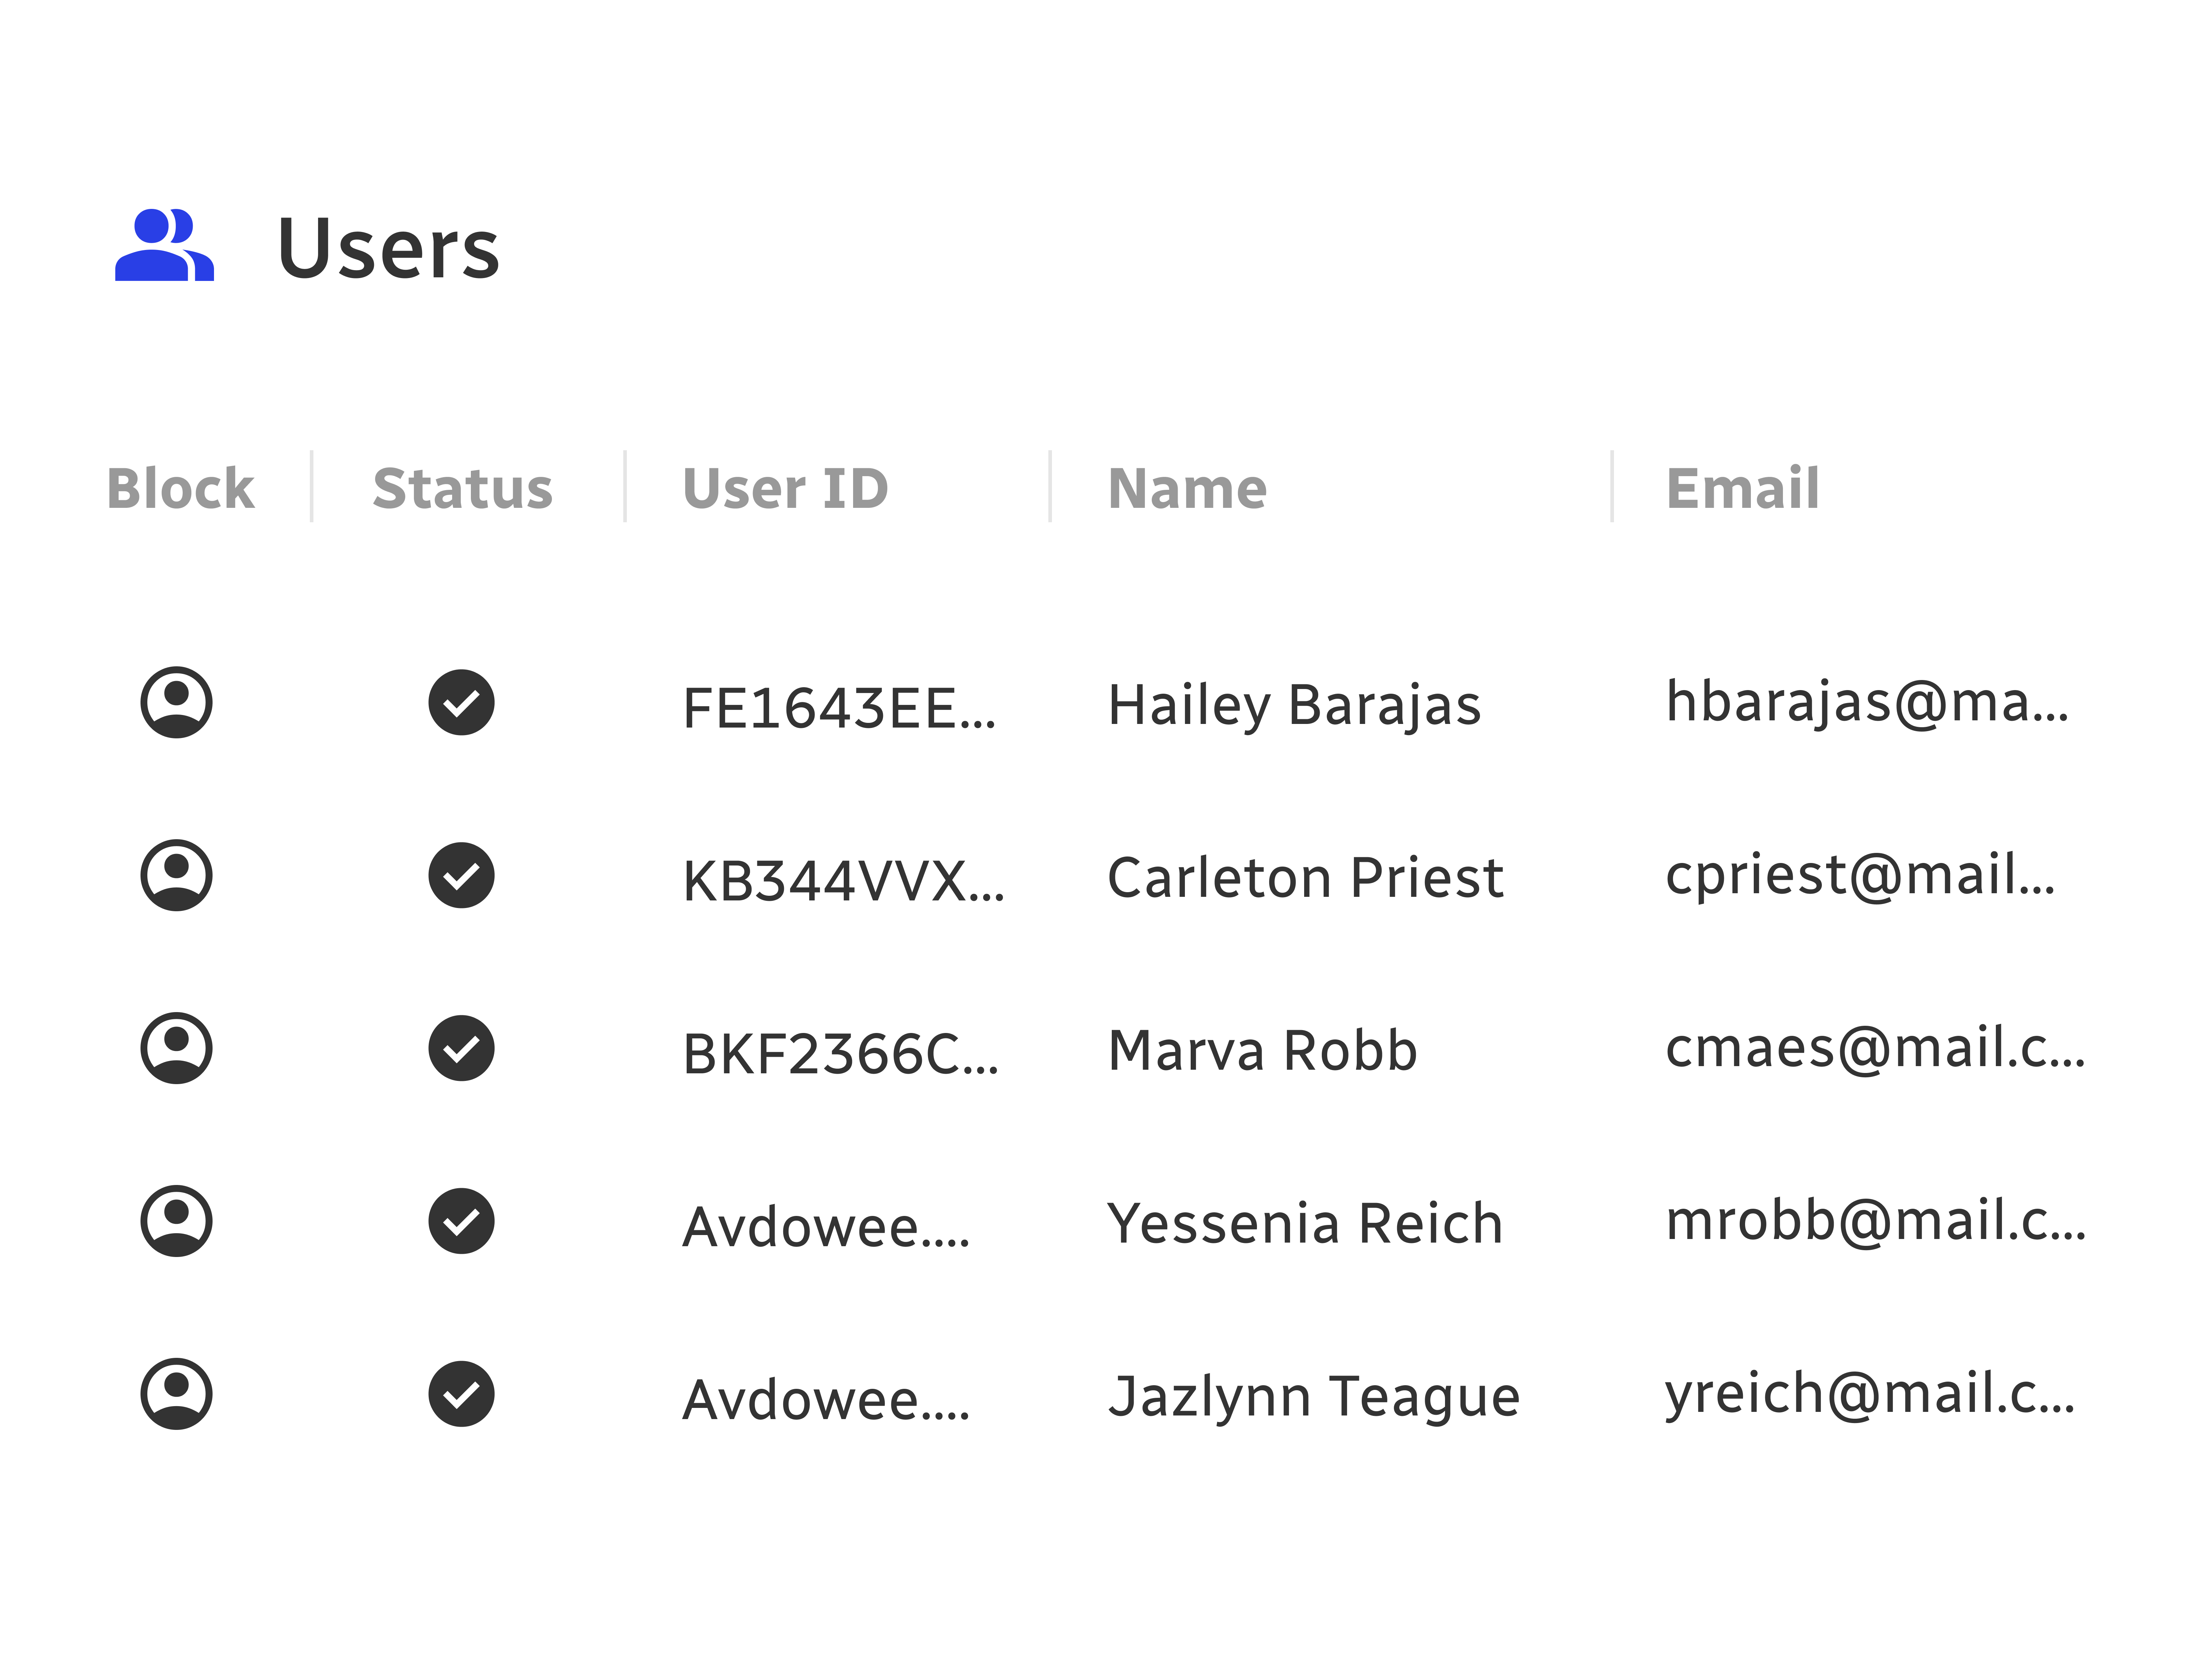 Users
Block Status User ID Name Email
FE1643EE... Hailey Barajas hbarajas@ma...
KB344VVX... Carleton Priest cpriest@mail...
BKF2366C... Marva Robb cmaes@mail.c...
Avdowee.... Yessenia Reich mrobb@mail.c...
Avdowee.... Jazlynn Teague yreich@mail.c...